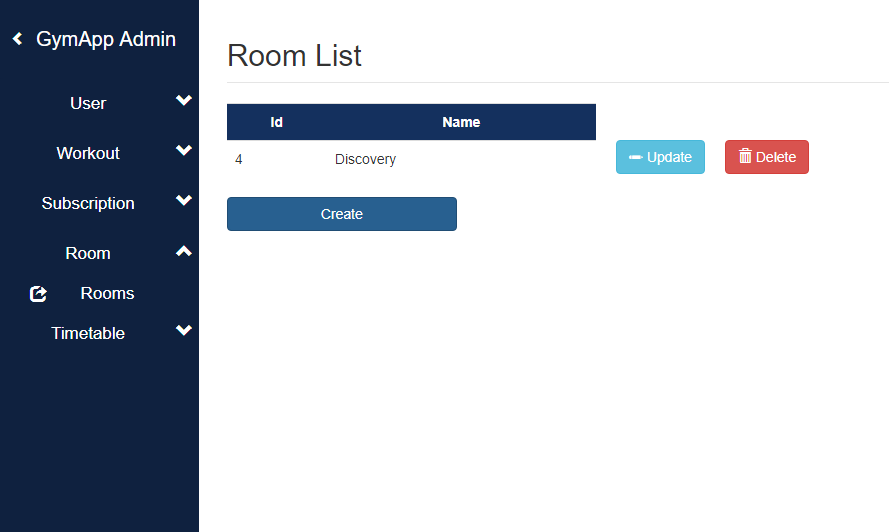 GymApp Admin
User
Workout
Subscription
Room
Rooms
Timetable
Room List
Id Name
4 Discovery Update Delete
Create